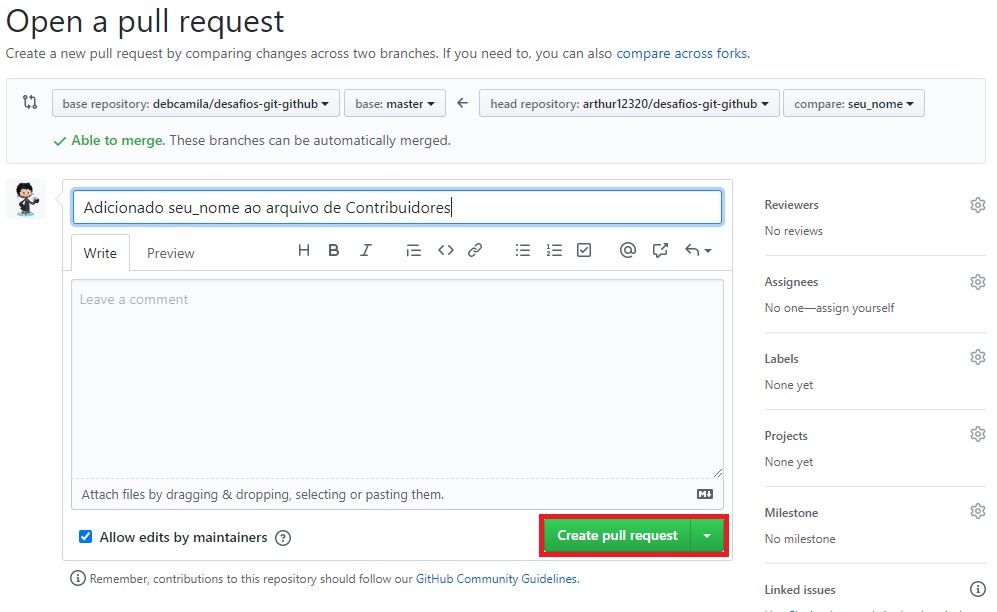 Open a pull request
Create a new pull request by comparing changes across two branches. If you need to, you can also compare across forks.
base repository: debcamila/desafios-git-github
base: master
head repository: arthur12320/desafios-git-github
compare: seu_nome
Able to merge. These branches can be automatically merged.
Adicionado seu_nome ao arquivo de Contribuidores
Write
Preview
Leave a comment
Attach files by dragging & dropping, selecting or pasting them.
Allow edits by maintainers
Create pull request
Remember, contributions to this repository should follow our GitHub Community Guidelines.
Reviewers
No reviews
Assignees
No one—assign yourself
Labels
None yet
Projects
None yet
Milestone
No milestone
Linked issues